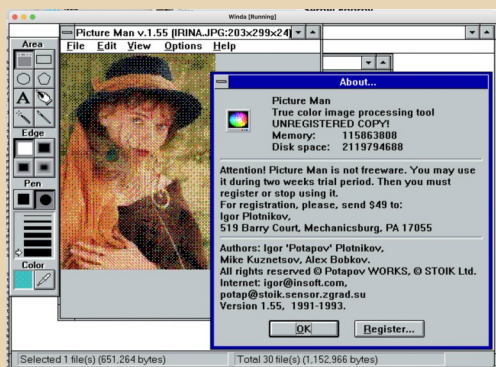 Winda [Running]
Picture Man v.1.55 [IRINA.JPG:203x299x24]
File Edit View Options Help
Area
A
Edge
Pen
Color
About...
Picture Man
True color image processing tool
UNREGISTERED COPY!
Memory: 115863808
Disk space: 2119794688
Attention! Picture Man is not freeware. You may use
it during two weeks trial period. Then you must
register or stop using it.
For registration, please, send $49 to:
Igor Plotnikov,
519 Barry Court, Mechanicsburg, PA 17055
Authors: Igor 'Potapov' Plotnikov,
Mike Kuznetsov, Alex Bobkov.
All rights reserved © Potapov WORKS, © STOIK Ltd.
Internet: igor@insoft.com,
potap@stoik.sensor.zgrad.su
Version 1.55, 1991-1993.
OK Register...
Selected 1 file(s) (651,264 bytes) Total 30 file(s) (1,152,966 bytes)